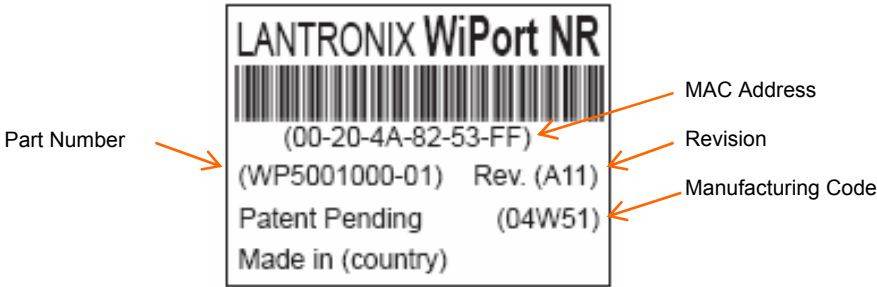 LANTRONIX WiPort NR
(00-20-4A-82-53-FF)
MAC Address
Part Number
(WP5001000-01) Rev. (A11)
Revision
Patent Pending (04W51)
Manufacturing Code
Made in (country)